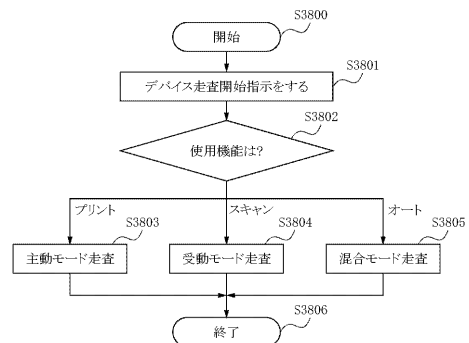 S3800
開始
S3801
デバイス走査開始指示をする
S3802
使用機能は?
プリント
スキャン
オート
S3803
S3804
S3805
主動モード走査
受動モード走査
混合モード走査
S3806
終了